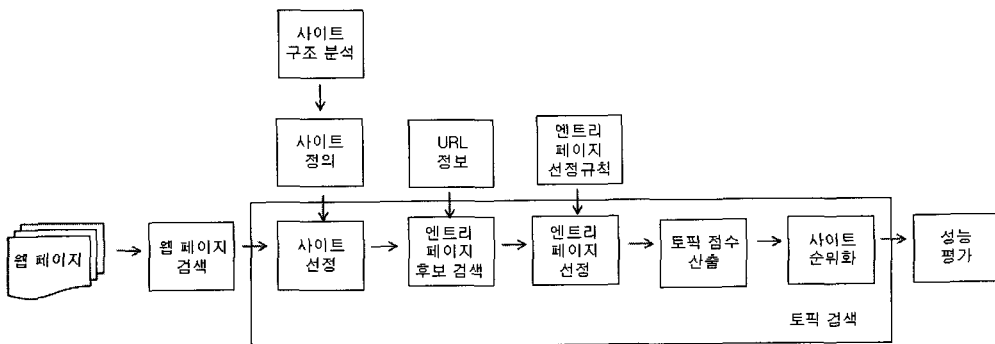 사이트
구조 분석
사이트
정의
URL
정보
엔트리
페이지
선정규칙
웹 페이지
웹 페이지
검색
사이트
선정
엔트리
페이지
후보 검색
엔트리
페이지
선정
토픽 점수
산출
사이트
순위화
성능
평가
토픽 검색